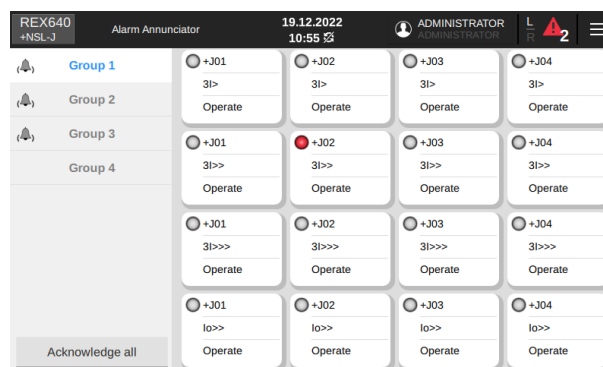 REX640
+NSL-J
Alarm Annunciator
19.12.2022
10:55
ADMINISTRATOR
ADMINISTRATOR
L
R
2
Group 1
Group 2
Group 3
Group 4
Acknowledge all
+J01 +J02 +J03 +J04
3I> 3I> 3I> 3I>
Operate Operate Operate Operate
+J01 +J02 +J03 +J04
3I>> 3I>> 3I>> 3I>>
Operate Operate Operate Operate
+J01 +J02 +J03 +J04
3I>>> 3I>>> 3I>>> 3I>>>
Operate Operate Operate Operate
+J01 +J02 +J03 +J04
Io>> Io>> Io>> Io>>
Operate Operate Operate Operate